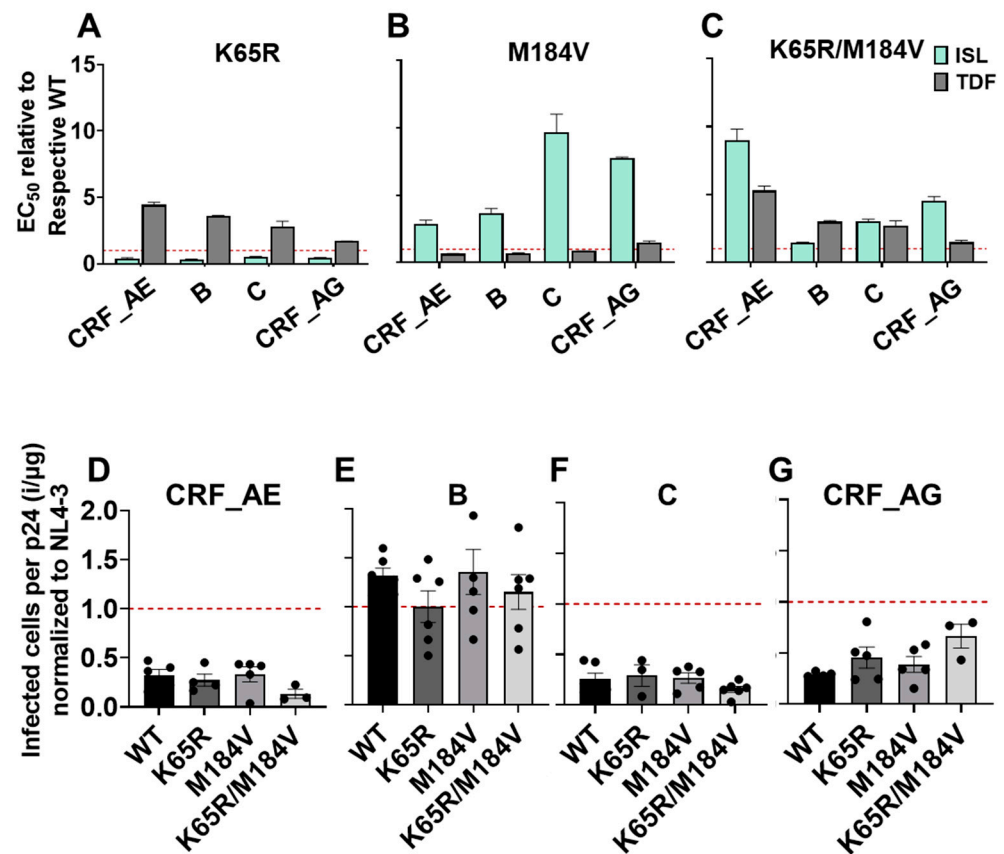 A
B
C
K65R
M184V
K65R/M184V
ISL
TDF
EC50 relative to
Respective WT
15
10
5
0
CRF_AE
B
C
CRF_AG
CRF_AE
B
C
CRF_AG
CRF_AE
B
C
CRF_AG
D
E
F
G
CRF_AE
B
C
CRF_AG
Infected cells per p24 (i/µg)
normalized to NL4-3
2.0
1.5
1.0
0.5
0.0
WT
K65R
M184V
K65R/M184V
WT
K65R
M184V
K65R/M184V
WT
K65R
M184V
K65R/M184V
WT
K65R
M184V
K65R/M184V